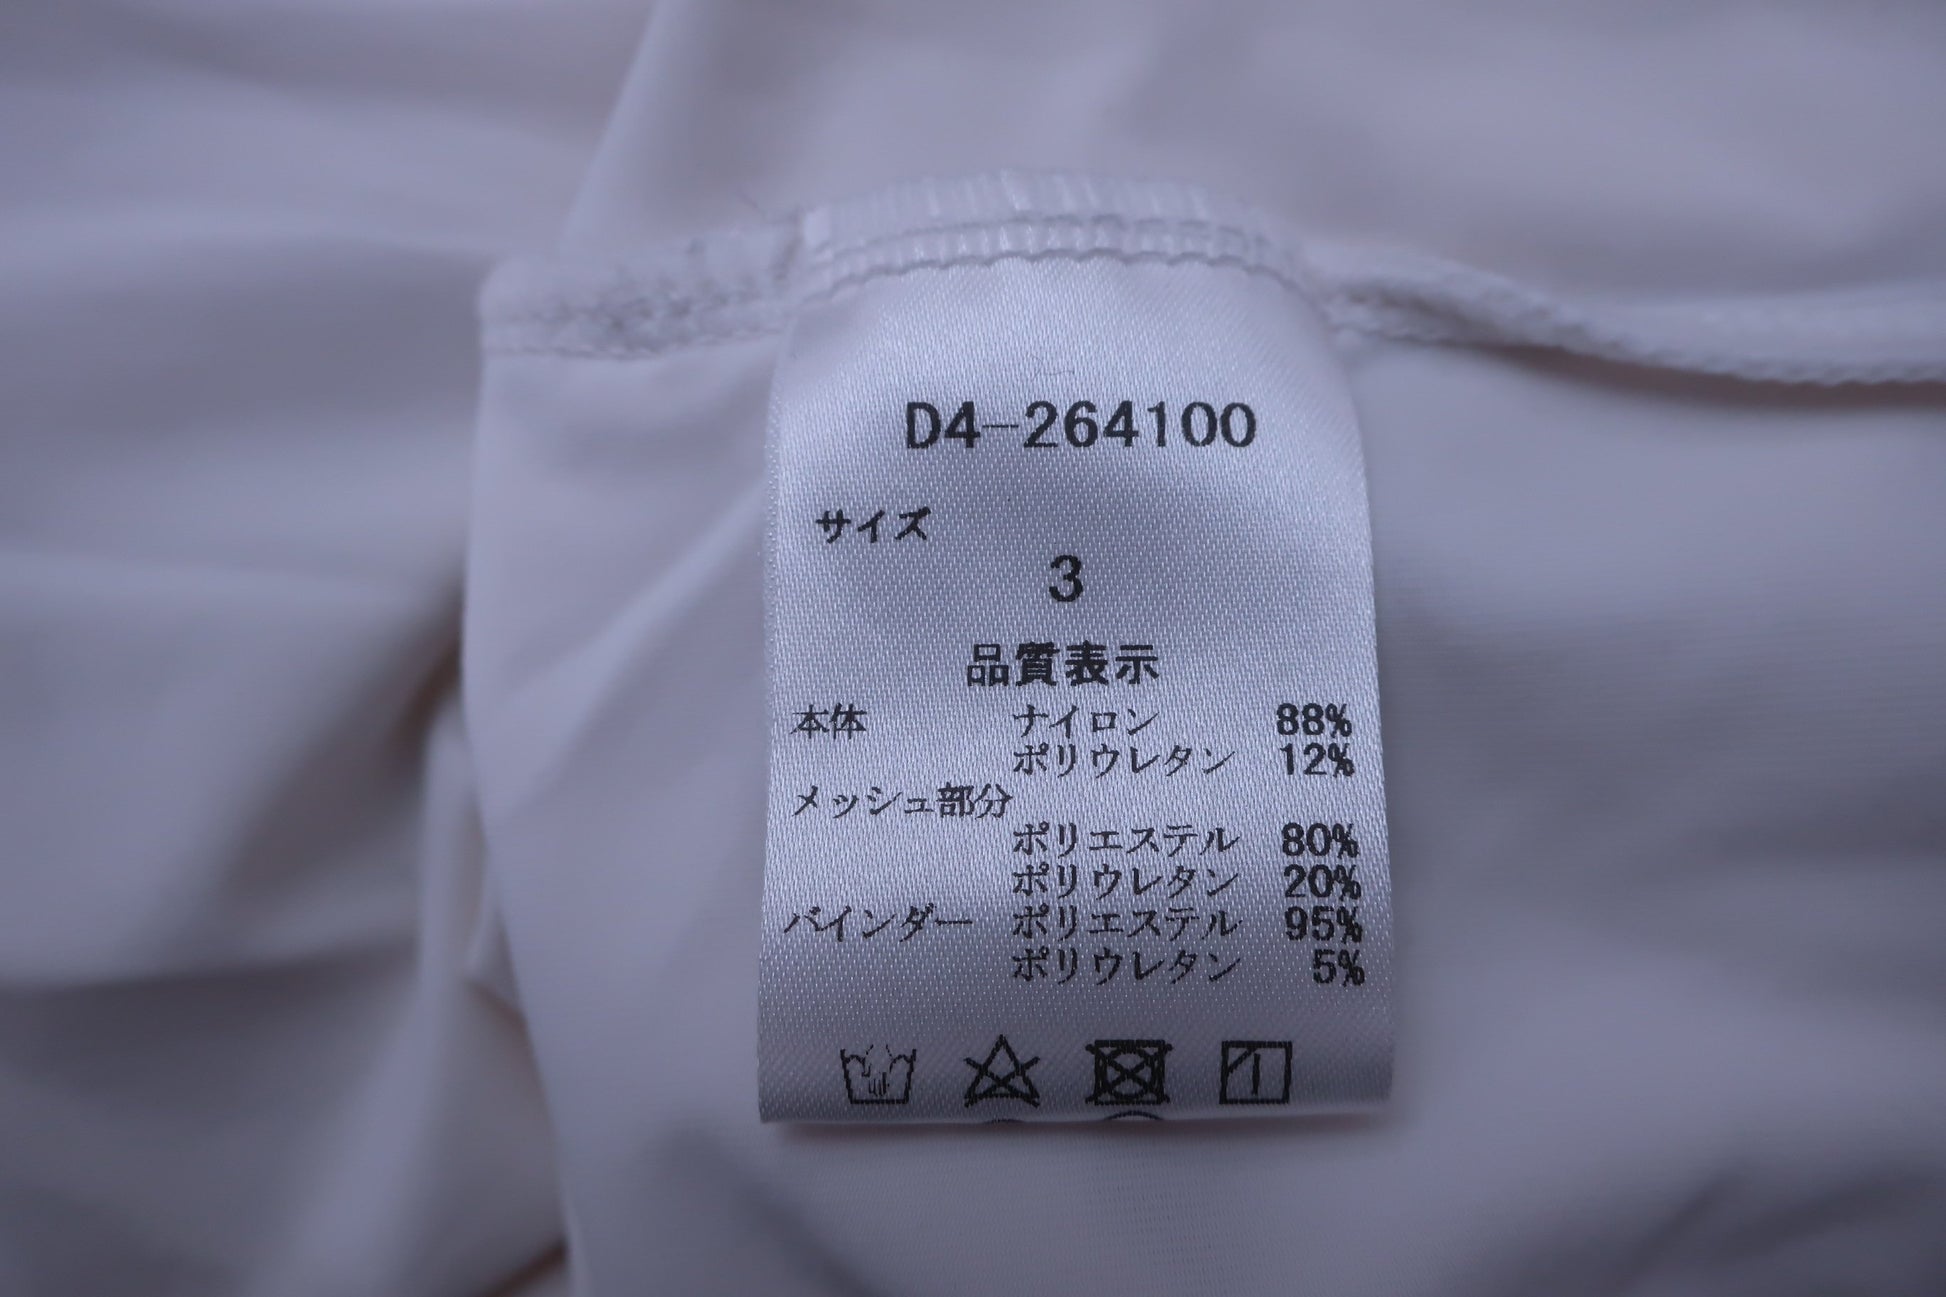 D4-264100
サイズ
3
品質表示
本体 ナイロン 88%
ポリウレタン 12%
メッシュ部分
ポリエステル 80%
ポリウレタン 20%
バインダー ポリエステル 95%
ポリウレタン 5%